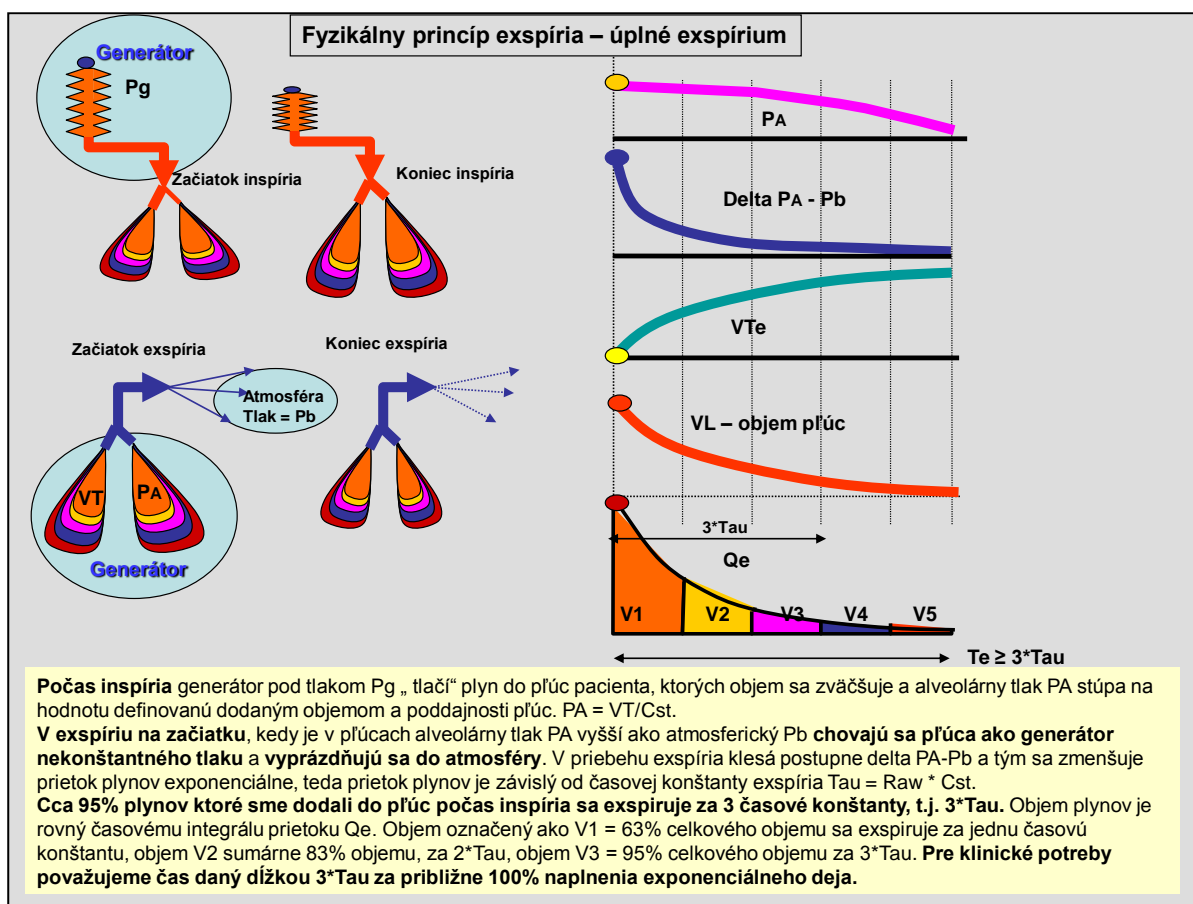 Fyzikálny princíp exspíria – úplné exspírium
Generátor
Pg
Začiatok inspíria
Koniec inspíria
Začiatok exspíria
Koniec exspíria
Atmosféra
Tlak = Pb
VT
PA
Generátor
PA
Delta PA - Pb
VTe
VL – objem pľúc
3*Tau
Qe
V1
V2
V3
V4
V5
Te ≥ 3*Tau
Počas inspíria generátor pod tlakom Pg „ tlačí“ plyn do pľúc pacienta, ktorých objem sa zväčšuje a alveolárny tlak PA stúpa na
hodnotu definovanú dodaným objemom a poddajnosti pľúc. PA = VT/Cst.
V exspíriu na začiatku, kedy je v pľúcach alveolárny tlak PA vyšší ako atmosferický Pb chovajú sa pľúca ako generátor
nekonštantného tlaku a vyprázdňujú sa do atmosféry. V priebehu exspíria klesá postupne delta PA-Pb a tým sa zmenšuje
prietok plynov exponenciálne, teda prietok plynov je závislý od časovej konštanty exspíria Tau = Raw * Cst.
Cca 95% plynov ktoré sme dodali do pľúc počas inspíria sa exspiruje za 3 časové konštanty, t.j. 3*Tau. Objem plynov je
rovný časovému integrálu prietoku Qe. Objem označený ako V1 = 63% celkového objemu sa exspiruje za jednu časovú
konštantu, objem V2 sumárne 83% objemu, za 2*Tau, objem V3 = 95% celkového objemu za 3*Tau. Pre klinické potreby
považujeme čas daný dĺžkou 3*Tau za približne 100% naplnenia exponenciálneho deja.